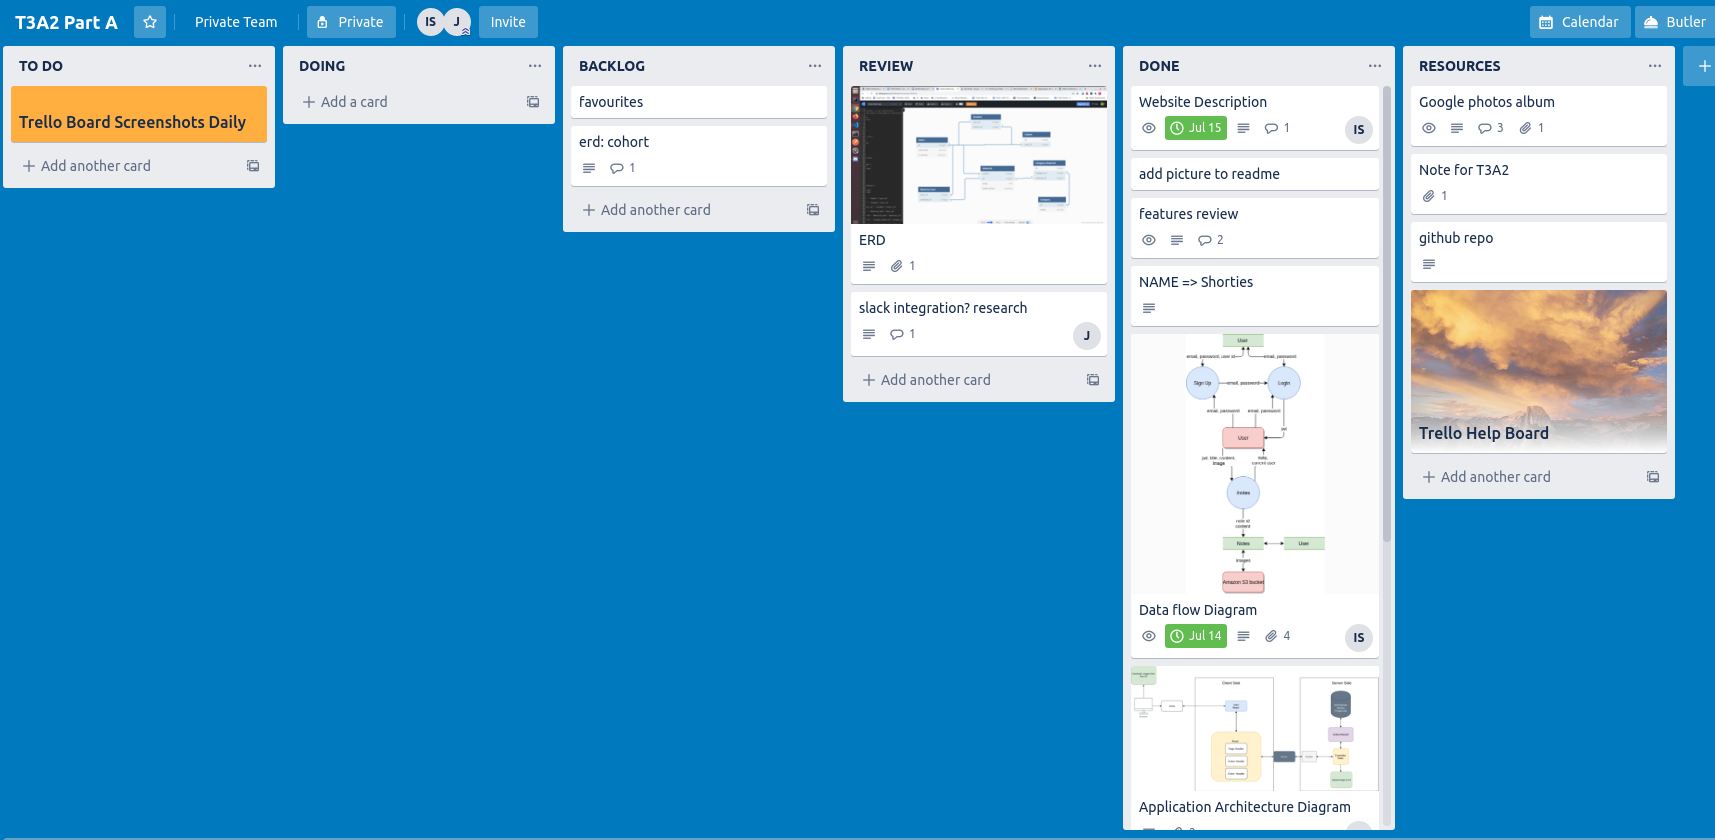 T3A2 Part A
Private Team
Private
IS
J
Invite
Calendar
Butler
TO DO
Trello Board Screenshots Daily
Add another card
DOING
Add a card
BACKLOG
favourites
erd: cohort
1
Add another card
REVIEW
ERD
1
slack integration? research
1
J
Add another card
DONE
Website Description
Jul 15
1
IS
add picture to readme
features review
2
NAME => Shorties
User
email, password, user id
email, password
Sign Up
email, password
Login
email, password
email, password
jwt
User
jwt, title, content,
image
current user
Notes
note id
content
Notes
User
images
Amazon S3 bucket
Data flow Diagram
Jul 14
4
IS
Client Side
Server Side
Application Architecture Diagram
RESOURCES
Google photos album
3
1
Note for T3A2
1
github repo
Trello Help Board
Add another card